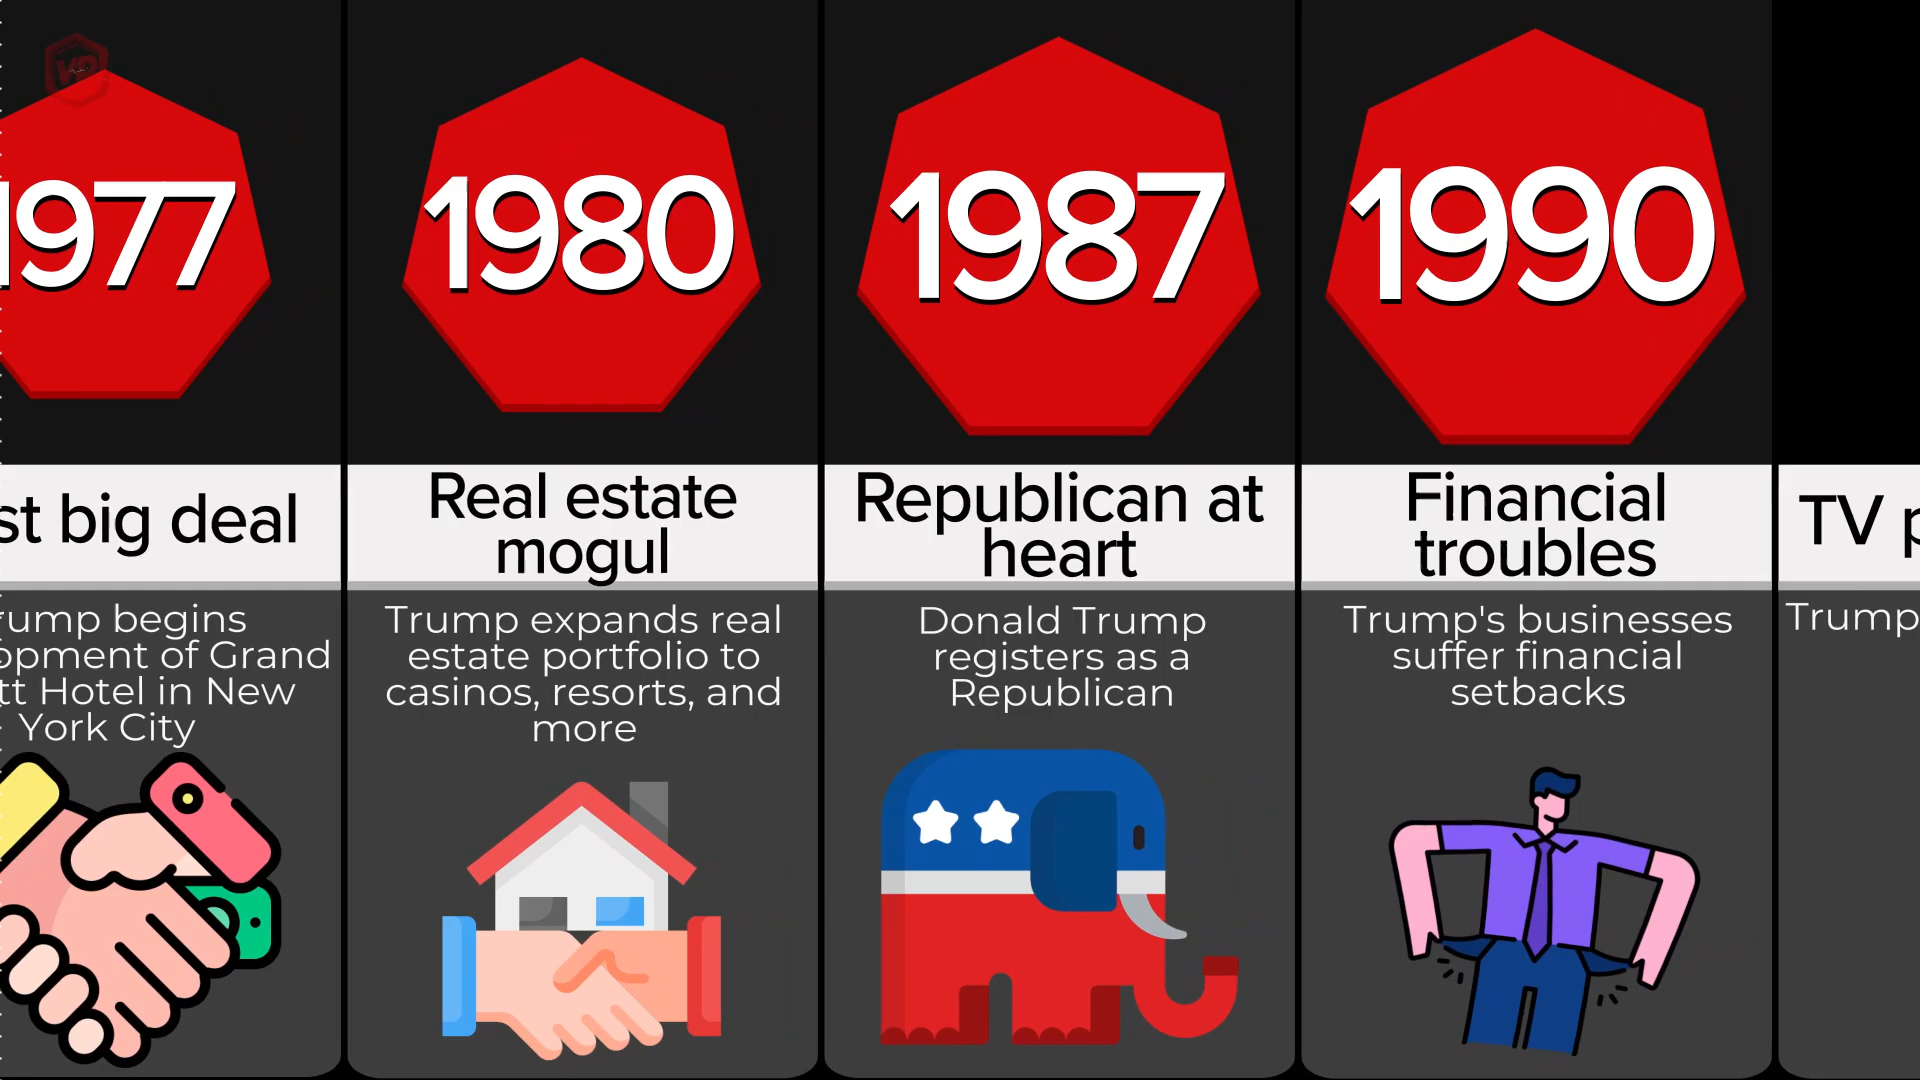 1977
st big deal
rump begins
opment of Grand
tt Hotel in New
York City
1980
Real estate
mogul
Trump expands real
estate portfolio to
casinos, resorts, and
more
1987
Republican at
heart
Donald Trump
registers as a
Republican
1990
Financial
troubles
Trump's businesses
suffer financial
setbacks
TV p
Trump